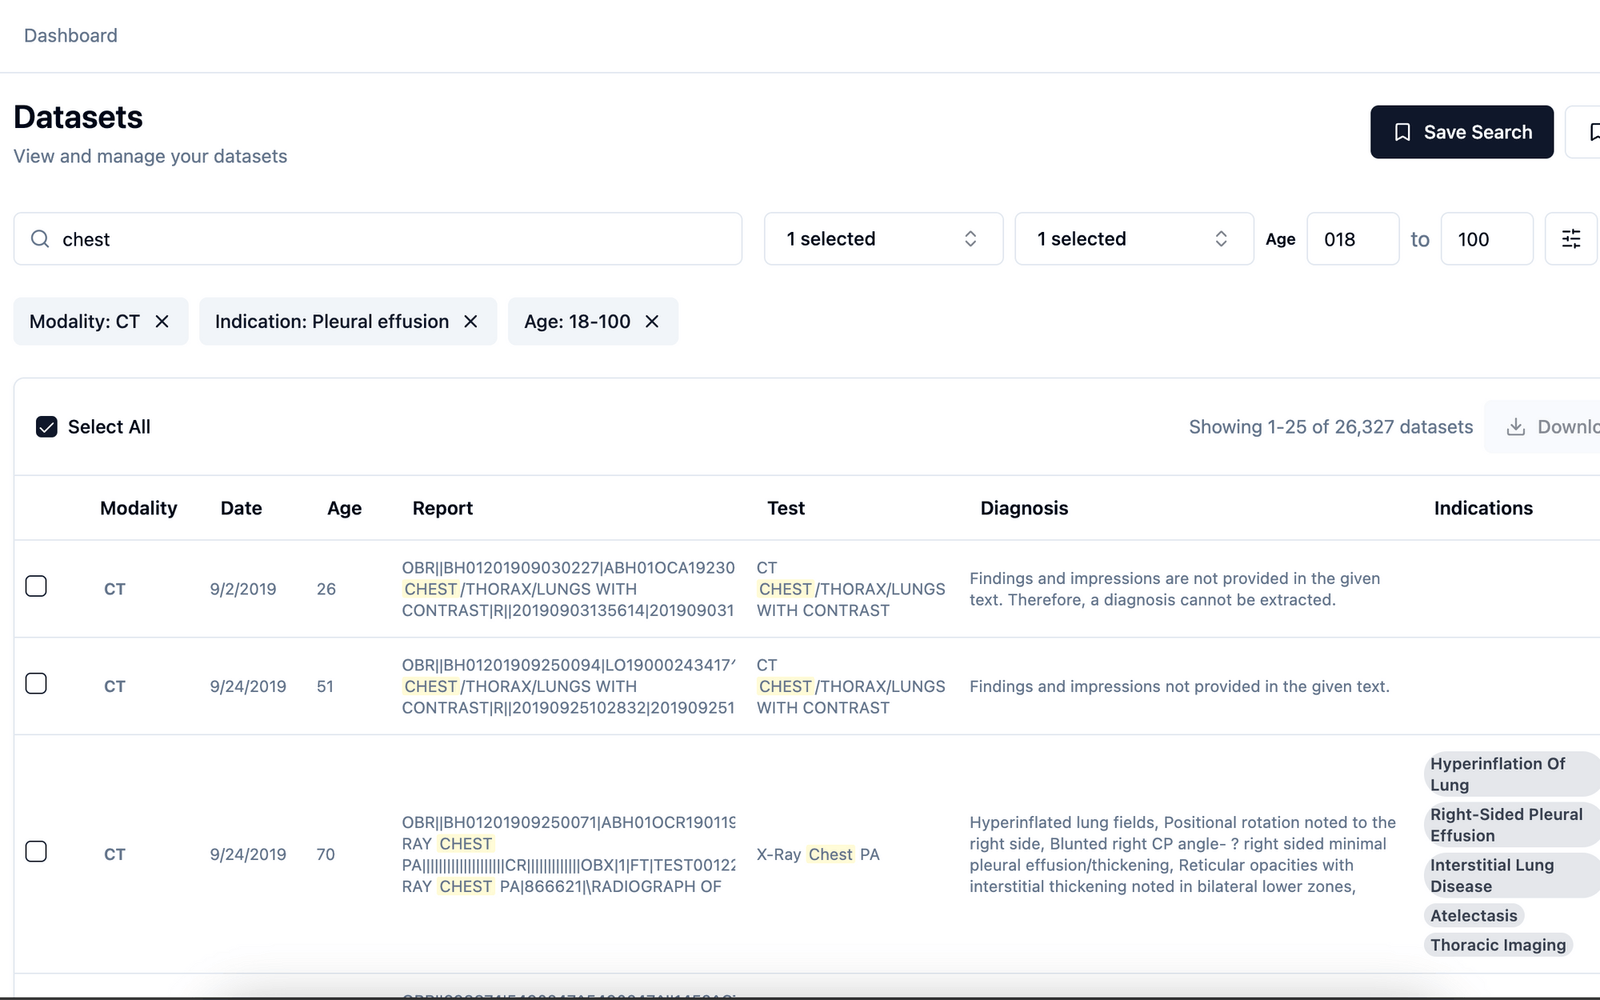 Dashboard
Datasets
View and manage your datasets
Save Search
chest
1 selected
1 selected
Age
018
to
100
Modality: CT
Indication: Pleural effusion
Age: 18-100
Select All
Showing 1-25 of 26,327 datasets
Downlo
Modality Date Age Report Test Diagnosis Indications
CT
9/2/2019
26
OBR||BH01201909030227|ABH01OCA19230
CHEST/THORAX/LUNGS WITH
CONTRAST|R||20190903135614|201909031
CT
CHEST/THORAX/LUNGS
WITH CONTRAST
Findings and impressions are not provided in the given
text. Therefore, a diagnosis cannot be extracted.
CT
9/24/2019
51
OBR||BH01201909250094|LO19000243417^
CHEST/THORAX/LUNGS WITH
CONTRAST|R||20190925102832|201909251
CT
CHEST/THORAX/LUNGS
WITH CONTRAST
Findings and impressions not provided in the given text.
CT
9/24/2019
70
OBR||BH01201909250071|ABH01OCR190119
RAY CHEST
PA||||||||||||||||||||CR|||||||||||||OBX|1|FT|TEST00122
RAY CHEST PA|866621|\RADIOGRAPH OF
X-Ray Chest PA
Hyperinflated lung fields, Positional rotation noted to the
right side, Blunted right CP angle- ? right sided minimal
pleural effusion/thickening, Reticular opacities with
interstitial thickening noted in bilateral lower zones,
Hyperinflation Of
Lung
Right-Sided Pleural
Effusion
Interstitial Lung
Disease
Atelectasis
Thoracic Imaging